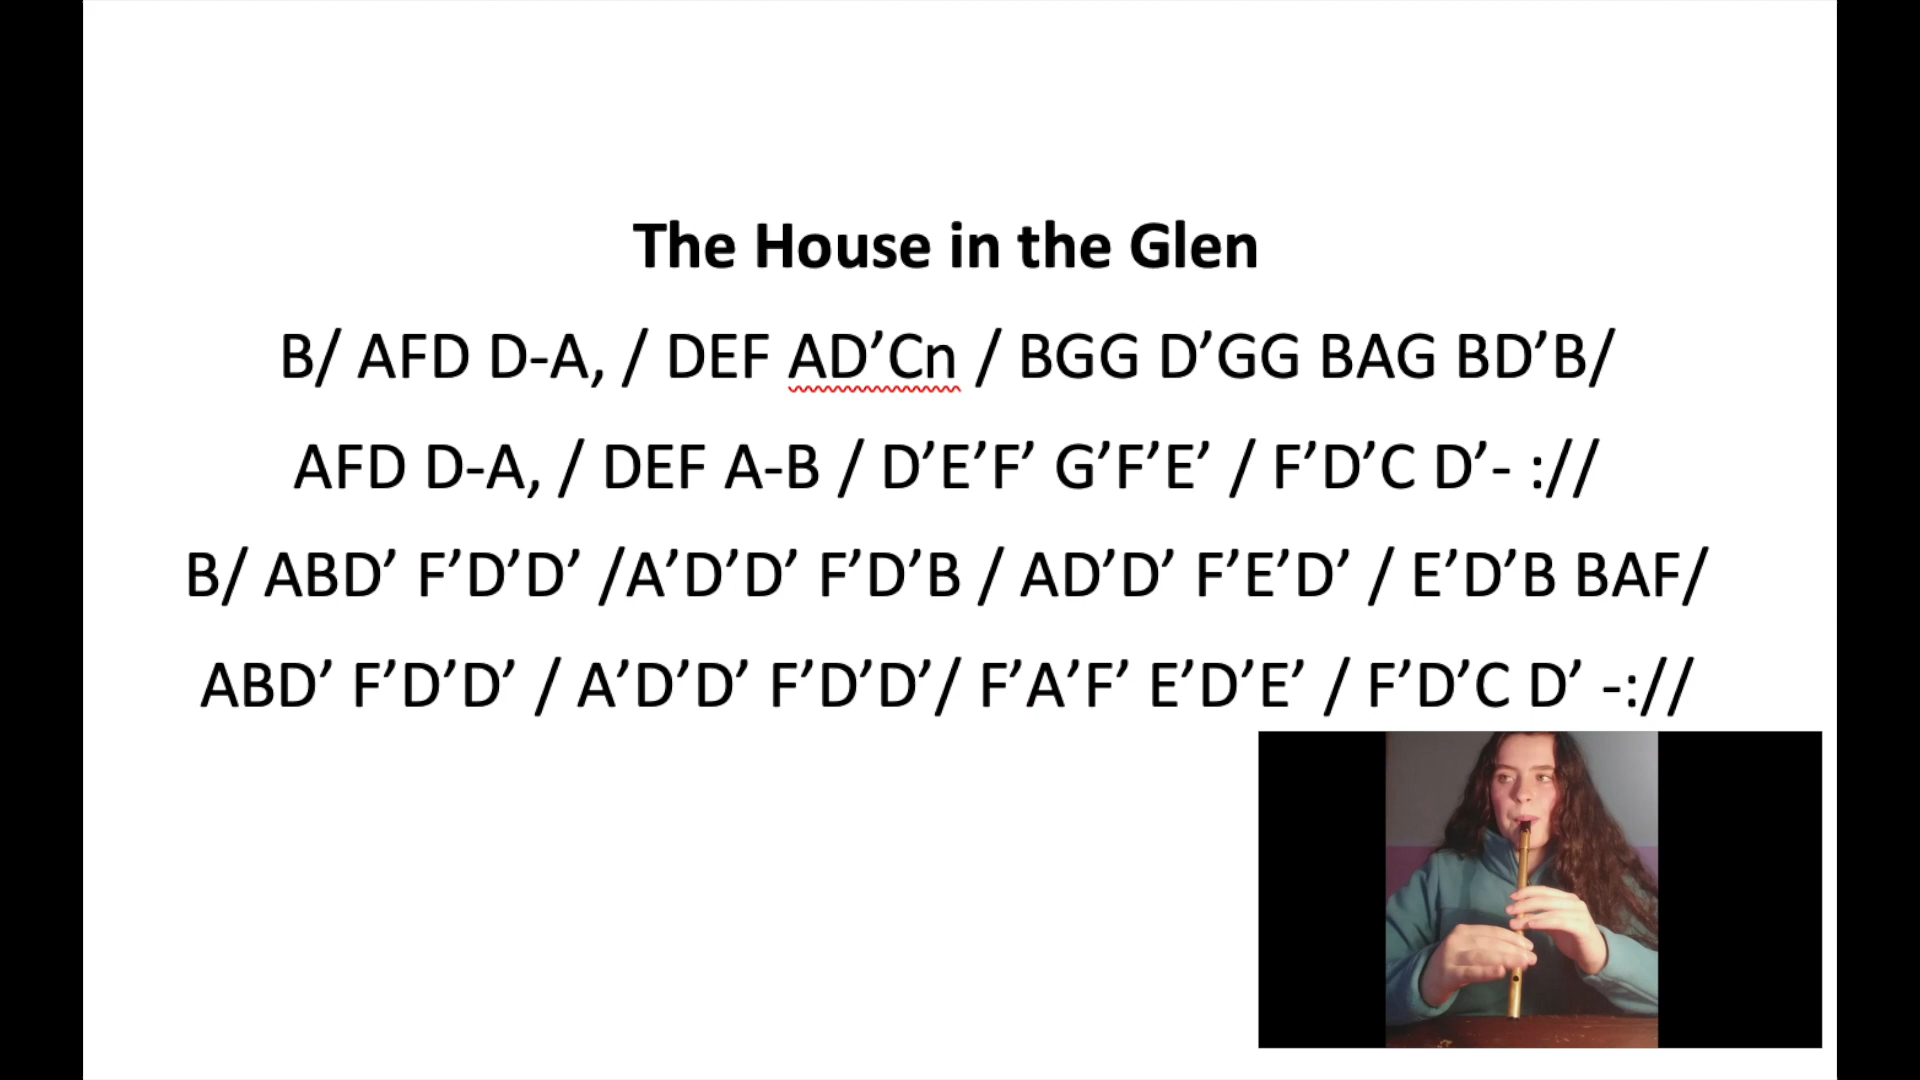 The House in the Glen
B/ AFD D-A, / DEF AD’Cn / BGG D’GG BAG BD’B/
AFD D-A, / DEF A-B / D’E’F’ G’F’E’ / F’D’C D’- ://
B/ ABD’ F’D’D’ /A’D’D’ F’D’B / AD’D’ F’E’D’ / E’D’B BAF/
ABD’ F’D’D’ / A’D’D’ F’D’D’/ F’A’F’ E’D’E’ / F’D’C D’ -://